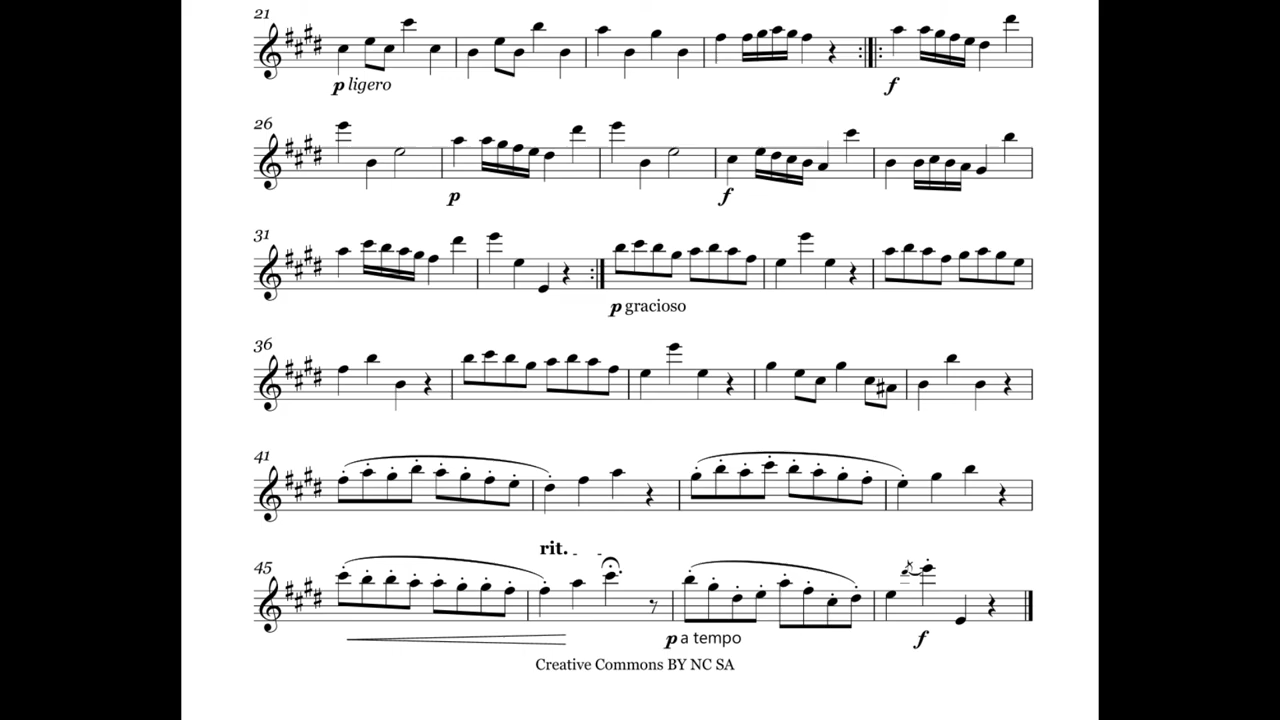 21
p ligero
f
26
p
f
31
p gracioso
36
41
rit.
45
p a tempo
f
Creative Commons BY NC SA